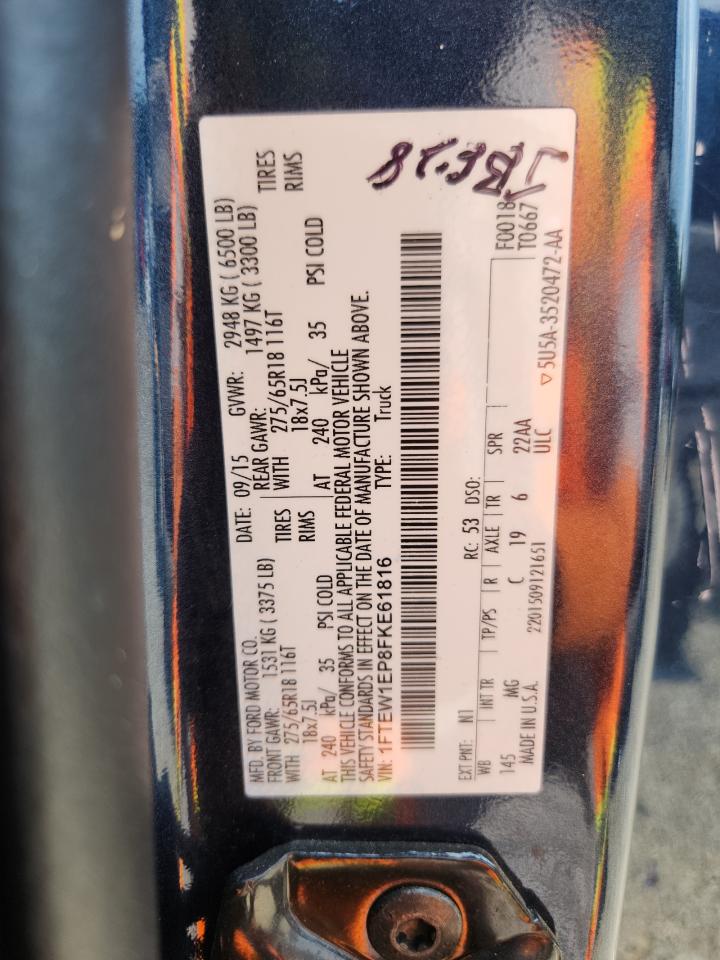 MFD. BY FORD MOTOR CO. DATE: 09/15 GVWR: 2948 KG ( 6500 LB)
FRONT GAWR: 1531 KG ( 3375 LB) REAR GAWR: 1497 KG ( 3300 LB)
WITH 275/65R18 116T TIRES WITH 275/65R18 116T TIRES
18x7.5J RIMS 18x7.5J RIMS
AT 240 kPa/ 35 PSI COLD AT 240 kPa/ 35 PSI COLD
THIS VEHICLE CONFORMS TO ALL APPLICABLE FEDERAL MOTOR VEHICLE
SAFETY STANDARDS IN EFFECT ON THE DATE OF MANUFACTURE SHOWN ABOVE.
VIN: 1FTEW1EP8FKE61816 TYPE: Truck
EXT PNT: N1 RC: 53 DSO:
WB INT TR TP/PS R AXLE TR SPR F0018
145 MG C 19 6 22AA T0667
MADE IN U.S.A. 2201509121651 ULC ▽5U5A-3520472-AA